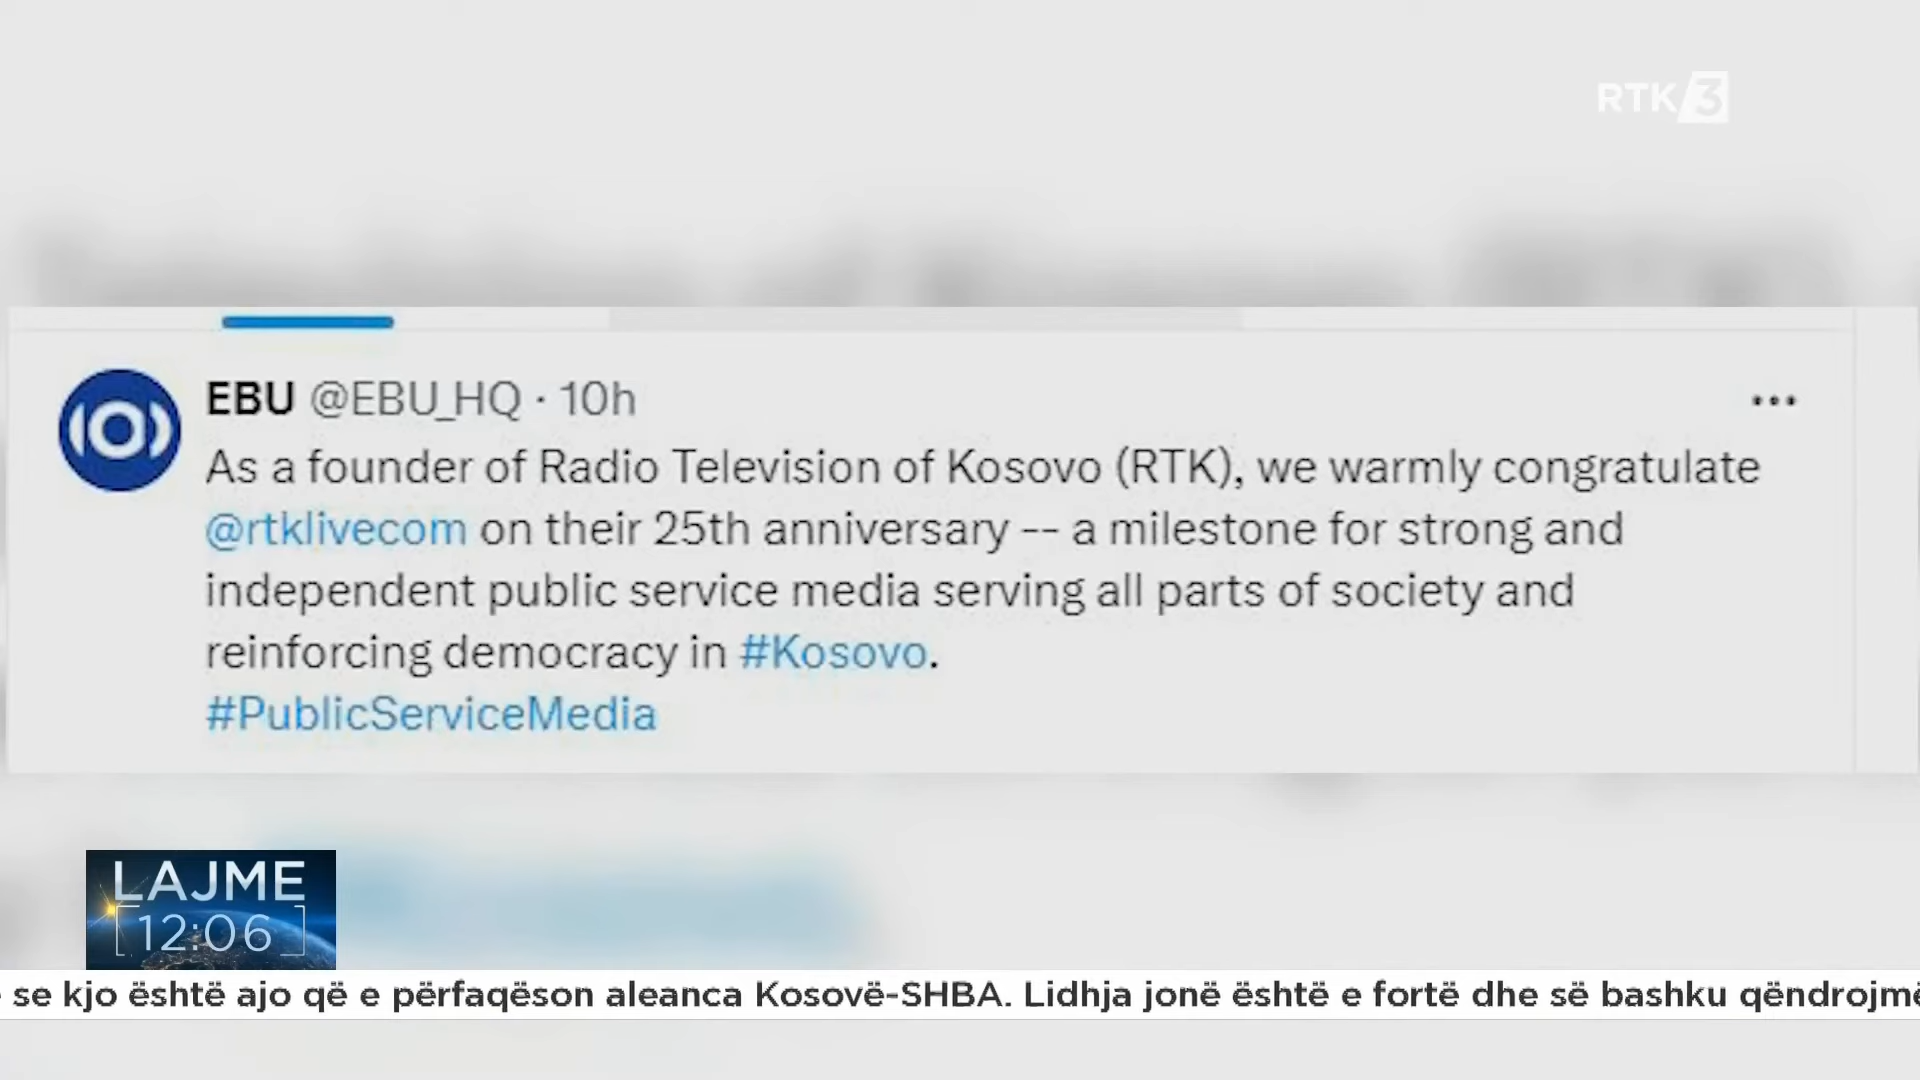 RTK 3
EBU @EBU_HQ · 10h
As a founder of Radio Television of Kosovo (RTK), we warmly congratulate
@rtklivecom on their 25th anniversary -- a milestone for strong and
independent public service media serving all parts of society and
reinforcing democracy in #Kosovo.
#PublicServiceMedia
LAJME
12:06
se kjo është ajo që e përfaqëson aleanca Kosovë-SHBA. Lidhja jonë është e fortë dhe së bashku qëndrojmë